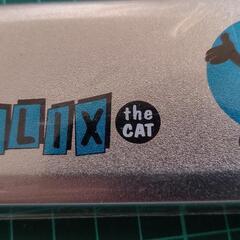 LIX the CAT